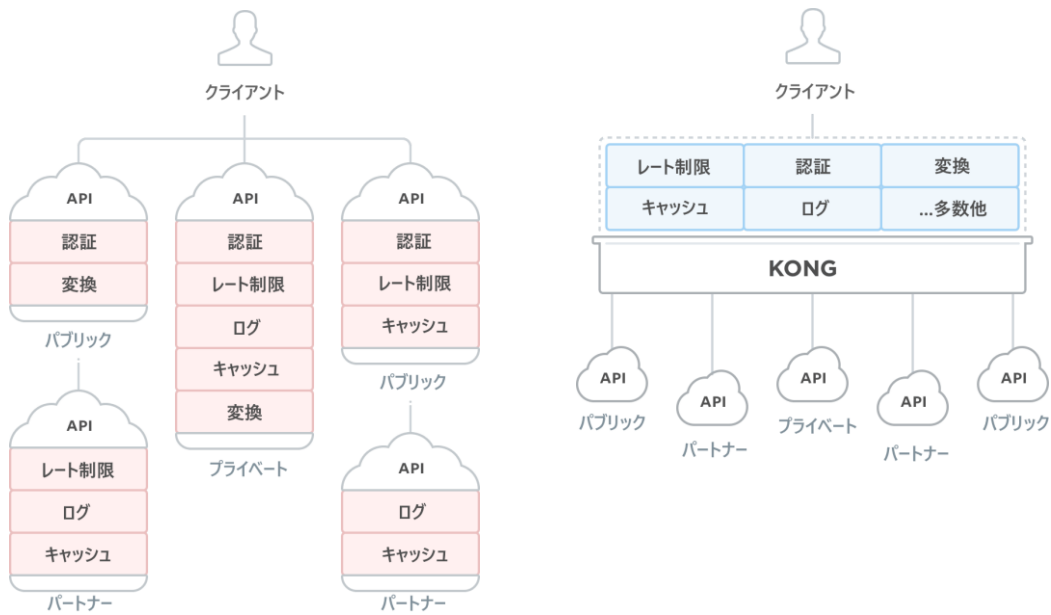 クライアント
API
認証
変換
パブリック
API
レート制限
ログ
キャッシュ
パートナー
API
認証
レート制限
ログ
キャッシュ
変換
プライベート
API
認証
レート制限
キャッシュ
パブリック
API
ログ
キャッシュ
パートナー
クライアント
レート制限
認証
変換
キャッシュ
ログ
...多数他
KONG
API
パブリック
API
パートナー
API
プライベート
API
パートナー
API
パブリック